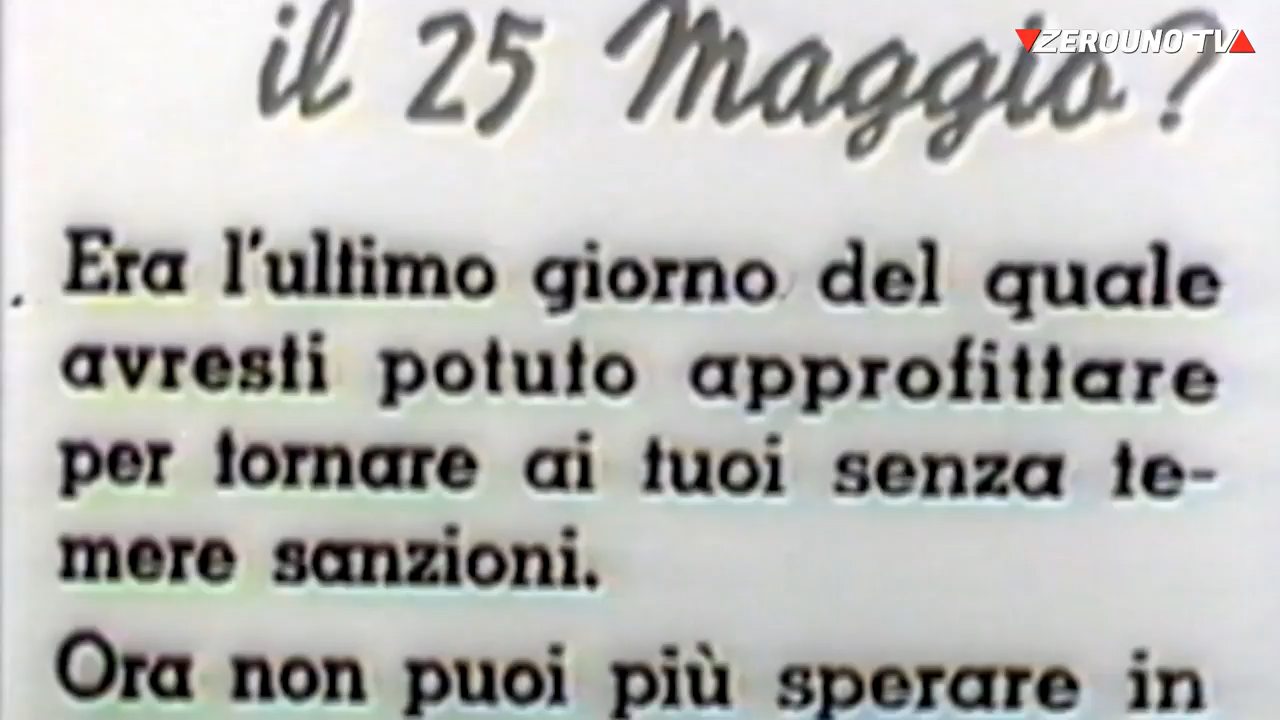 il 25 Maggio?
ZEROUNO TV
Era l'ultimo giorno del quale
avresti potuto approfittare
per tornare ai tuoi senza te-
mere sanzioni.
Ora non puoi più sperare in